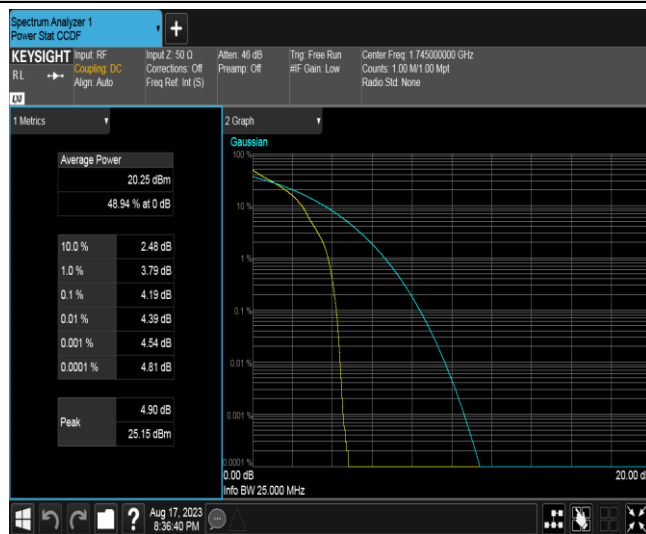 Spectrum Analyzer 1
Power Stat CCDF
KEYSIGHT
RL
LXI
Input: RF
Coupling: DC
Align: Auto
Input Z: 50 Ω
Corrections: Off
Freq Ref: Int (S)
Atten: 46 dB
Preamp: Off
Trig: Free Run
#IF Gain: Low
Center Freq: 1.745000000 GHz
Counts: 1.00 M/1.00 Mpt
Radio Std: None
1 Metrics
Average Power
20.25 dBm
48.94 % at 0 dB
10.0 % 2.48 dB
1.0 % 3.79 dB
0.1 % 4.19 dB
0.01 % 4.39 dB
0.001 % 4.54 dB
0.0001 % 4.81 dB
Peak
4.90 dB
25.15 dBm
2 Graph
Gaussian
100 %
10 %
1 %
0.1 %
0.01 %
0.001 %
0.0001 %
0.00 dB
20.00 d
Info BW 25.000 MHz
Aug 17, 2023
8:36:40 PM